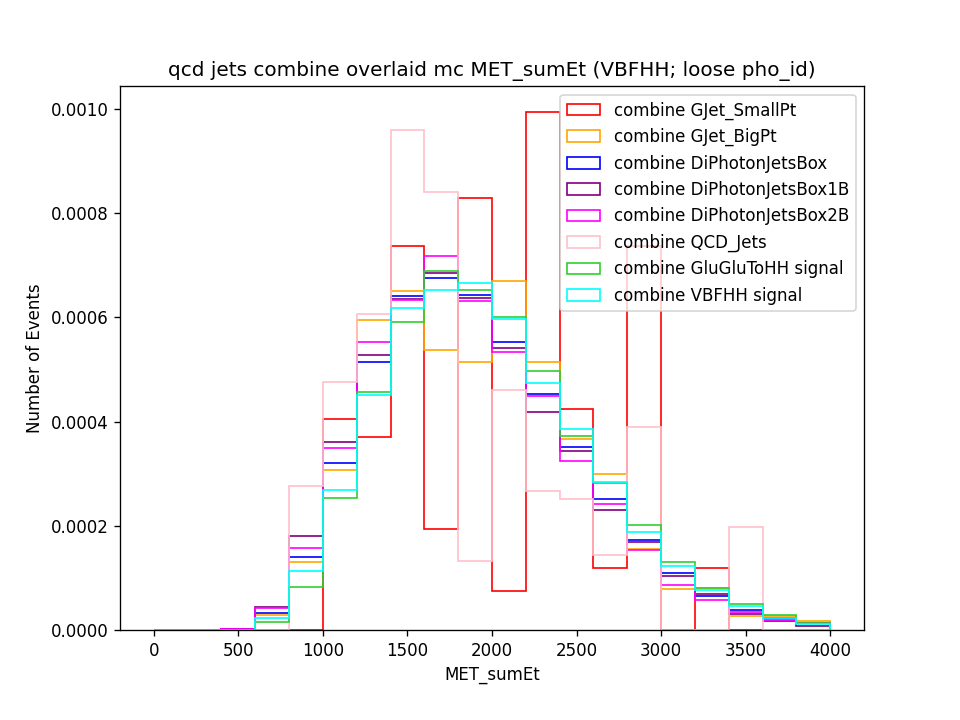 qcd jets combine overlaid mc MET_sumEt (VBFHH; loose pho_id)
Number of Events
0.0010
0.0008
0.0006
0.0004
0.0002
0.0000
combine GJet_SmallPt
combine GJet_BigPt
combine DiPhotonJetsBox
combine DiPhotonJetsBox1B
combine DiPhotonJetsBox2B
combine QCD_Jets
combine GluGluToHH signal
combine VBFHH signal
0 500 1000 1500 2000 2500 3000 3500 4000
MET_sumEt